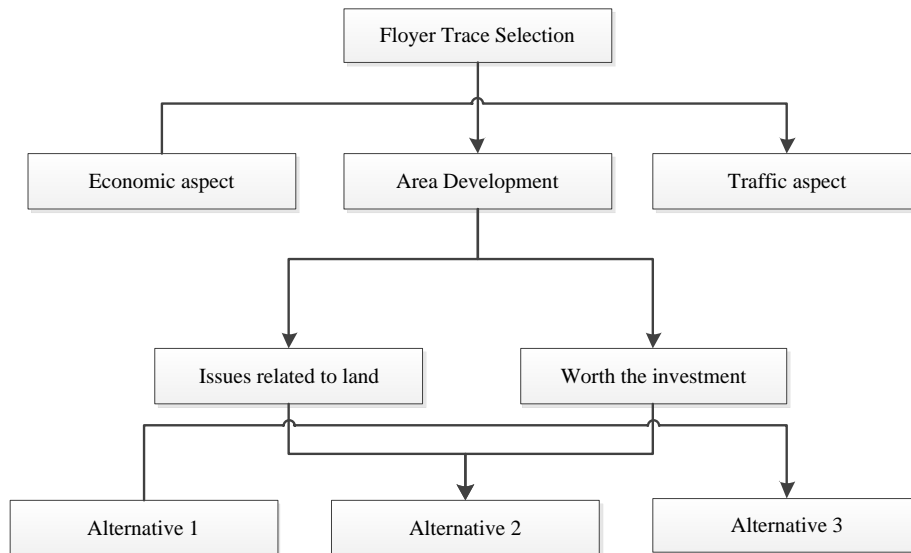 Floyer Trace Selection
Economic aspect
Area Development
Traffic aspect
Issues related to land
Worth the investment
Alternative 1
Alternative 2
Alternative 3